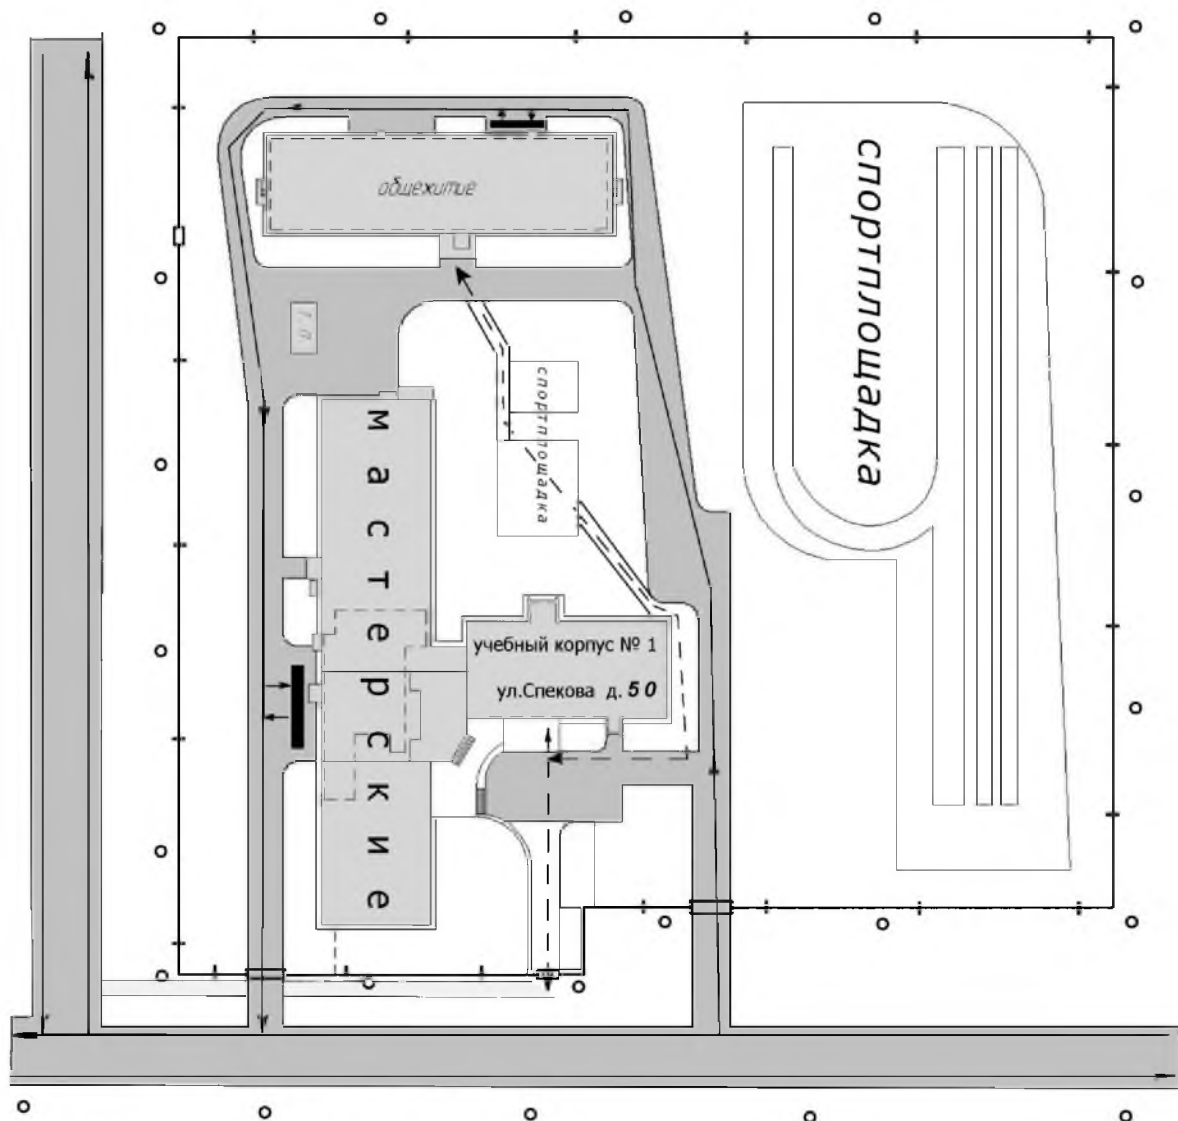 общежитие
спортплощадка
т.п.
спортплощадка
мастерские
учебный корпус № 1
ул.Спекова д. 50